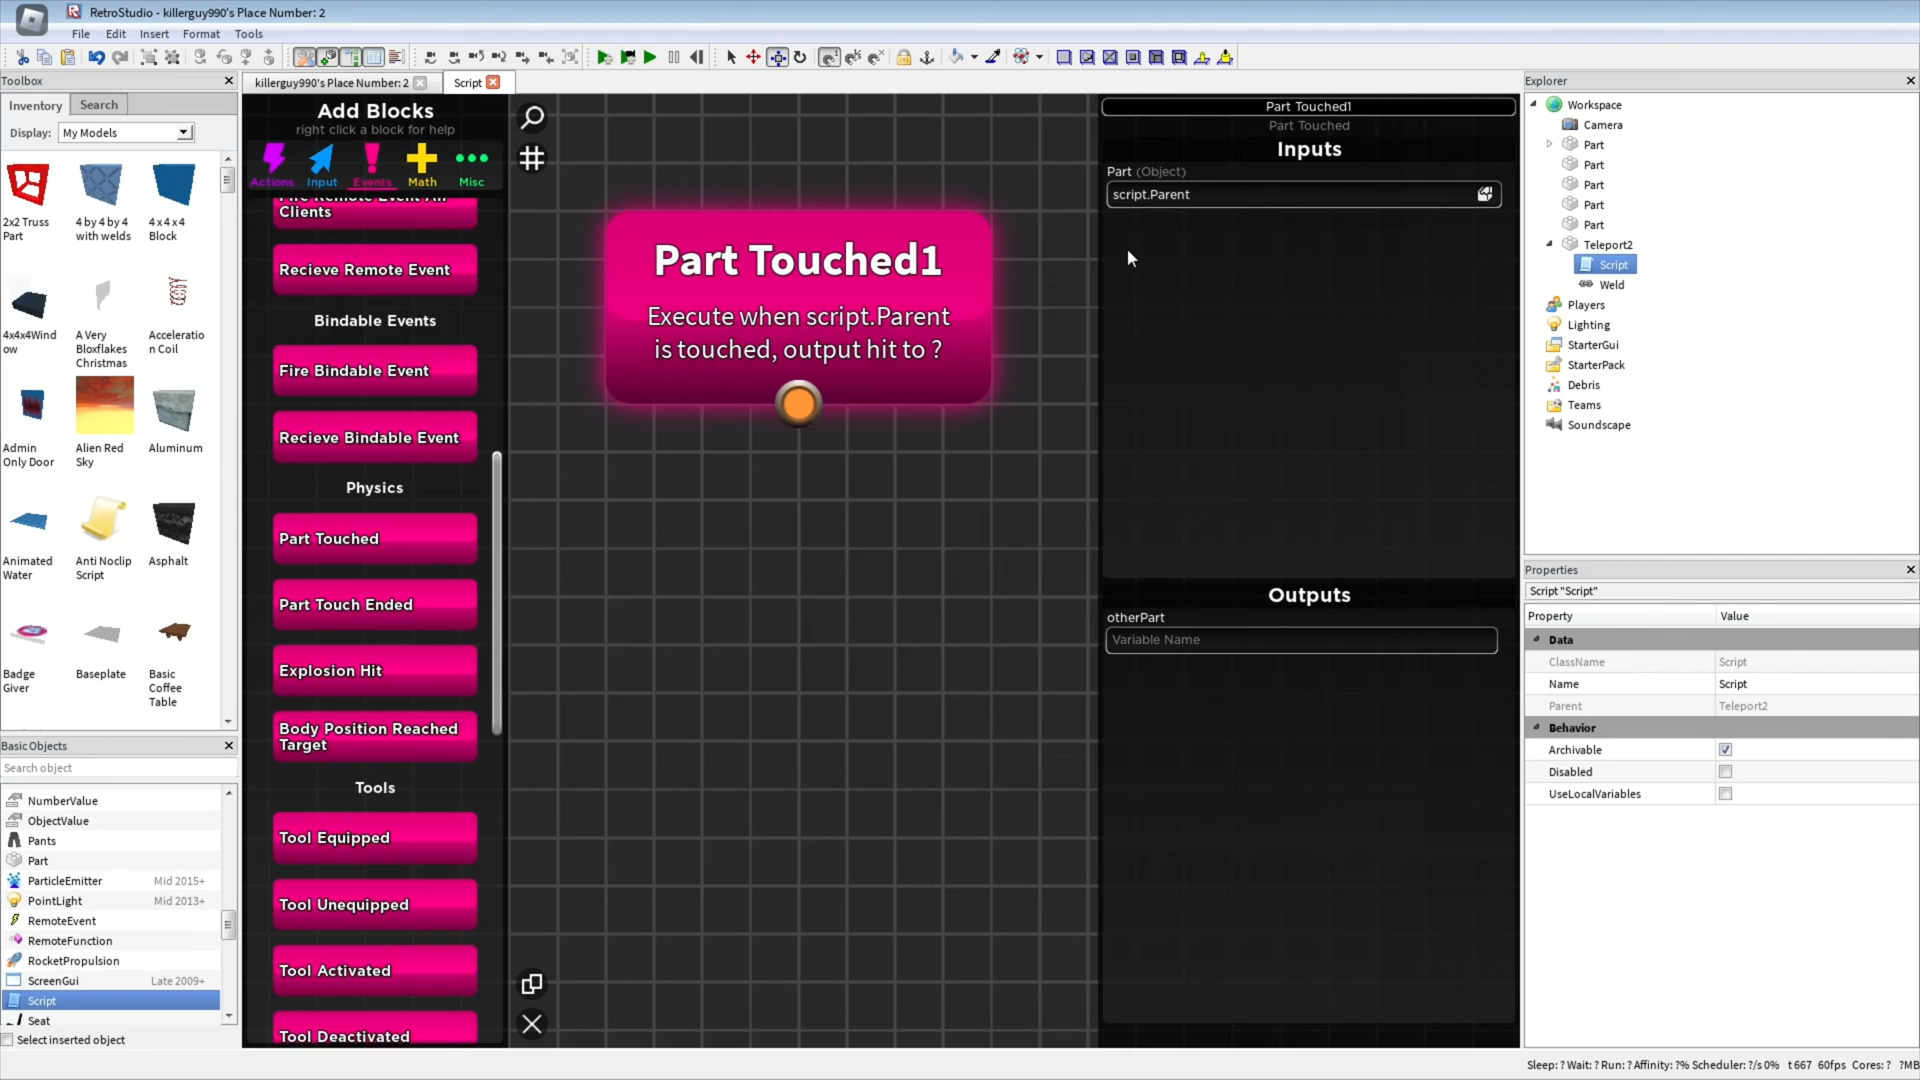 RetroStudio - killerguy990's Place Number: 2
File Edit Insert Format Tools
Toolbox
Inventory Search
Display: My Models
2x2 Truss Part
4 by 4 by 4 with welds
4 x 4 x 4 Block
4x4x4Window
A Very Bloxflakes Christmas
Acceleration Coil
Admin Only Door
Alien Red Sky
Aluminum
Animated Water
Anti Noclip Script
Asphalt
Badge Giver
Baseplate
Basic Coffee Table
Basic Objects
Search object
NumberValue
ObjectValue
Pants
Part
ParticleEmitter Mid 2015+
PointLight Mid 2013+
RemoteEvent
RemoteFunction
RocketPropulsion
ScreenGui Late 2009+
Script
Seat
Select inserted object
killerguy990's Place Number: 2
Script
Add Blocks
right click a block for help
Actions Input Events Math Misc
Fire Remote Event All
Clients
Recieve Remote Event
Bindable Events
Fire Bindable Event
Recieve Bindable Event
Physics
Part Touched
Part Touch Ended
Explosion Hit
Body Position Reached
Target
Tools
Tool Equipped
Tool Unequipped
Tool Activated
Tool Deactivated
Part Touched1
Execute when script.Parent
is touched, output hit to ?
Part Touched1
Part Touched
Inputs
Part (Object)
script.Parent
Outputs
otherPart
Variable Name
Explorer
Workspace
Camera
Part
Part
Part
Part
Part
Teleport2
Script
Weld
Players
Lighting
StarterGui
StarterPack
Debris
Teams
Soundscape
Properties
Script "Script"
Property Value
Data
ClassName Script
Name Script
Parent Teleport2
Behavior
Archivable
Disabled
UseLocalVariables
Sleep: ? Wait: ? Run: ? Affinity: ?% Scheduler: ?/s 0% t 667 60fps Cores: ? ?MB